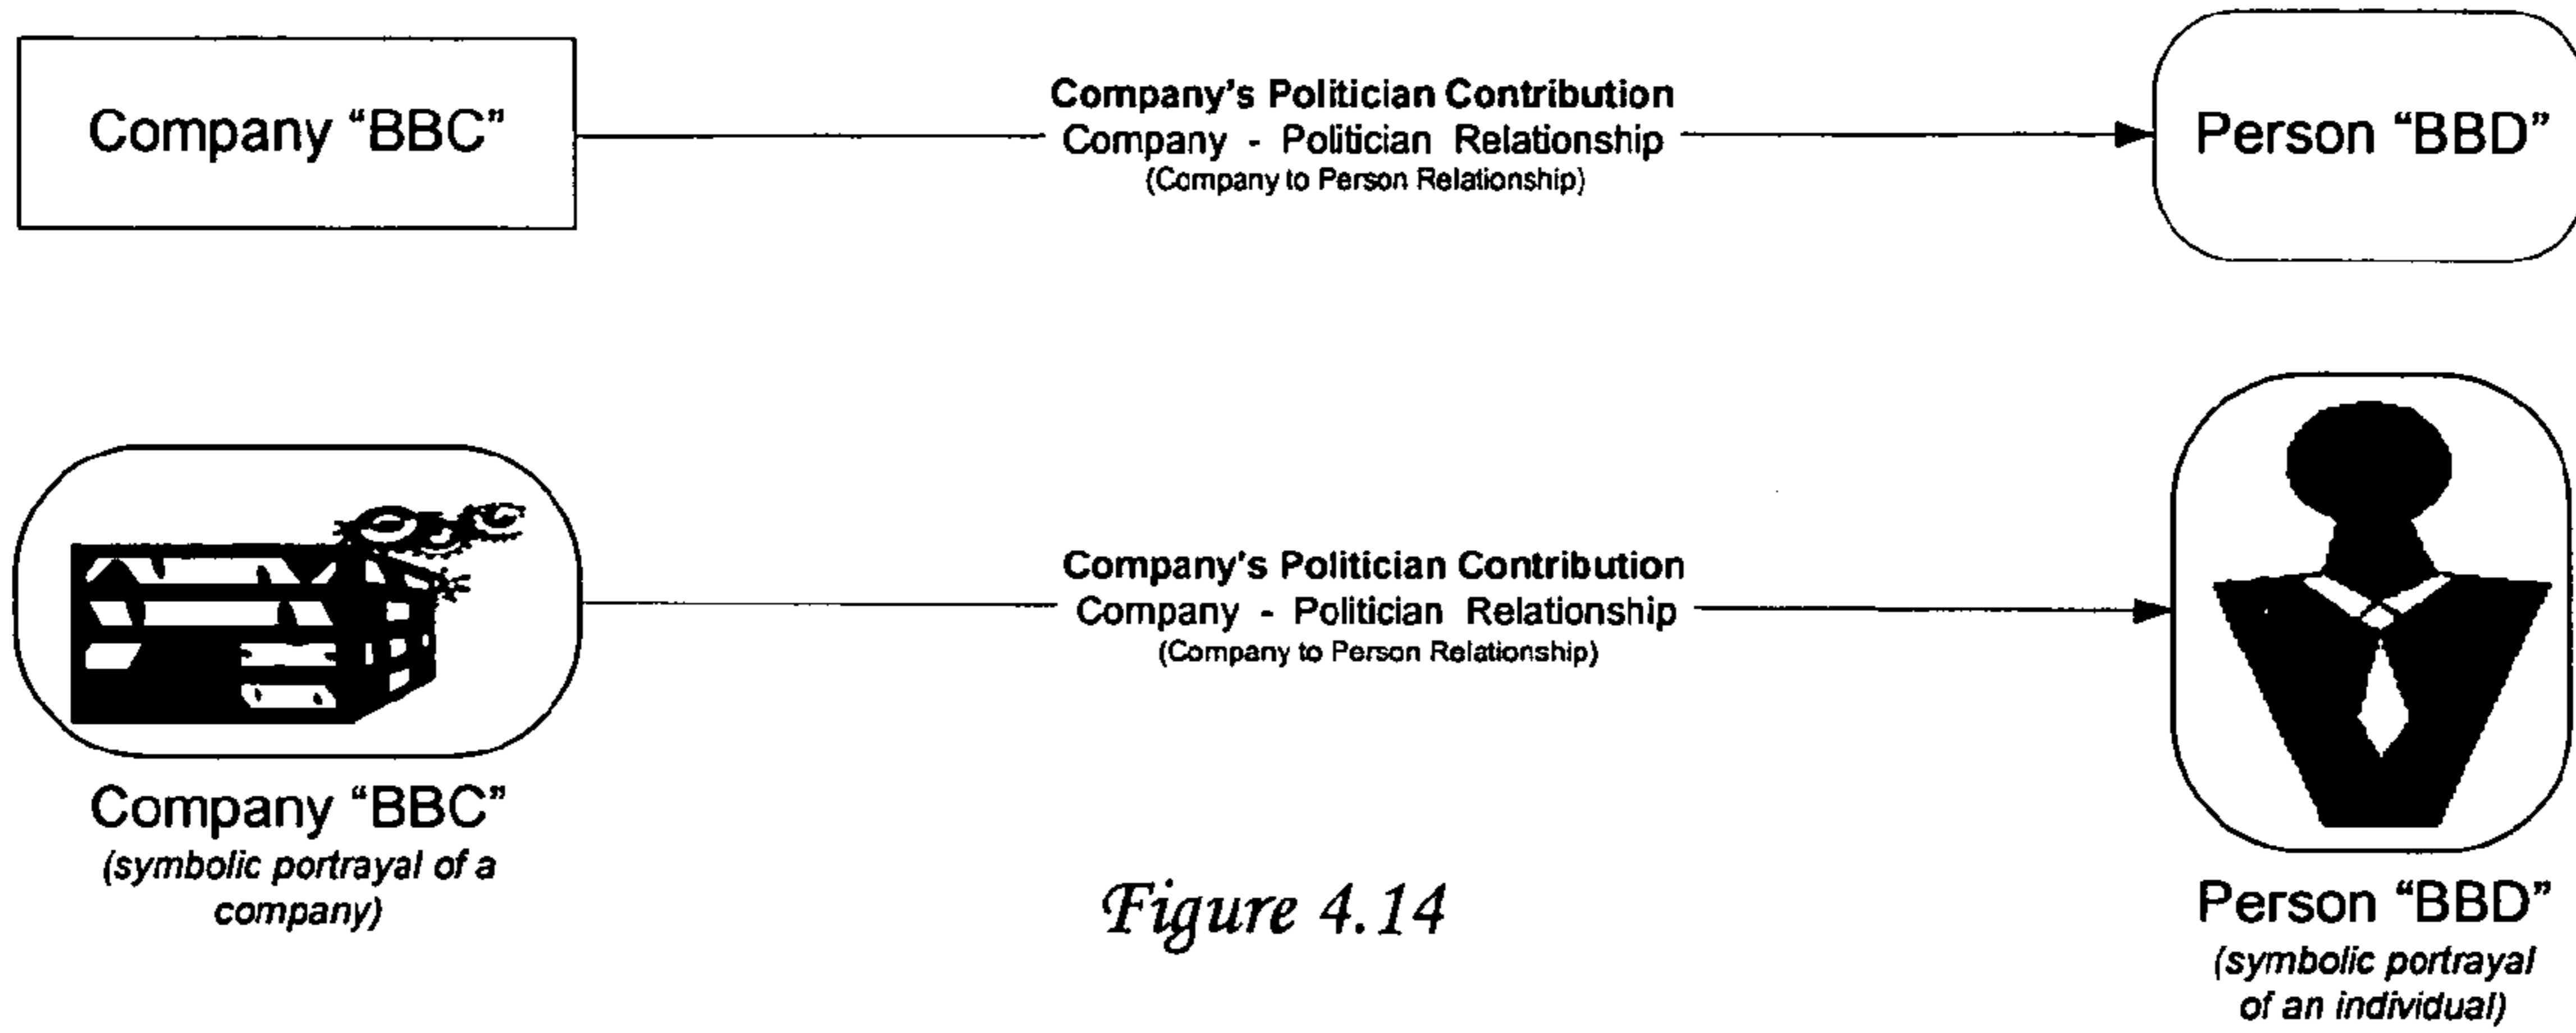 Company “BBC”
Company's Politician Contribution
Company - Politician Relationship
(Company to Person Relationship)
Person “BBD”
Company's Politician Contribution
Company - Politician Relationship
(Company to Person Relationship)
Company “BBC”
(symbolic portrayal of a
company)
Figure 4.14
Person “BBD”
(symbolic portrayal
of an individual)